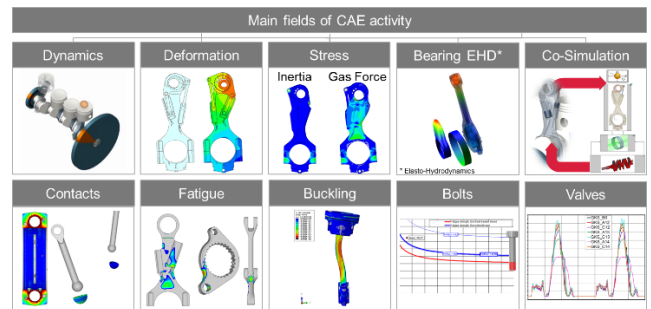 Main fields of CAE activity
Dynamics
Deformation
Stress
Bearing EHD*
Co-Simulation
Inertia
Gas Force
* Elasto-Hydrodynamics
Contacts
Fatigue
Buckling
Bolts
Valves